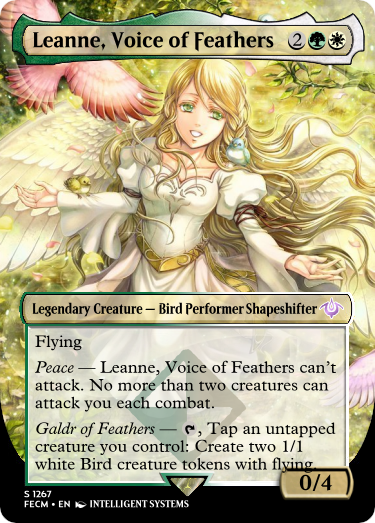 Leanne, Voice of Feathers 2
Legendary Creature — Bird Performer Shapeshifter
Flying
Peace — Leanne, Voice of Feathers can't
attack. No more than two creatures can
attack you each combat.
Galdr of Feathers — , Tap an untapped
creature you control: Create two 1/1
white Bird creature tokens with flying.
0/4
S 1267
FECM • EN INTELLIGENT SYSTEMS